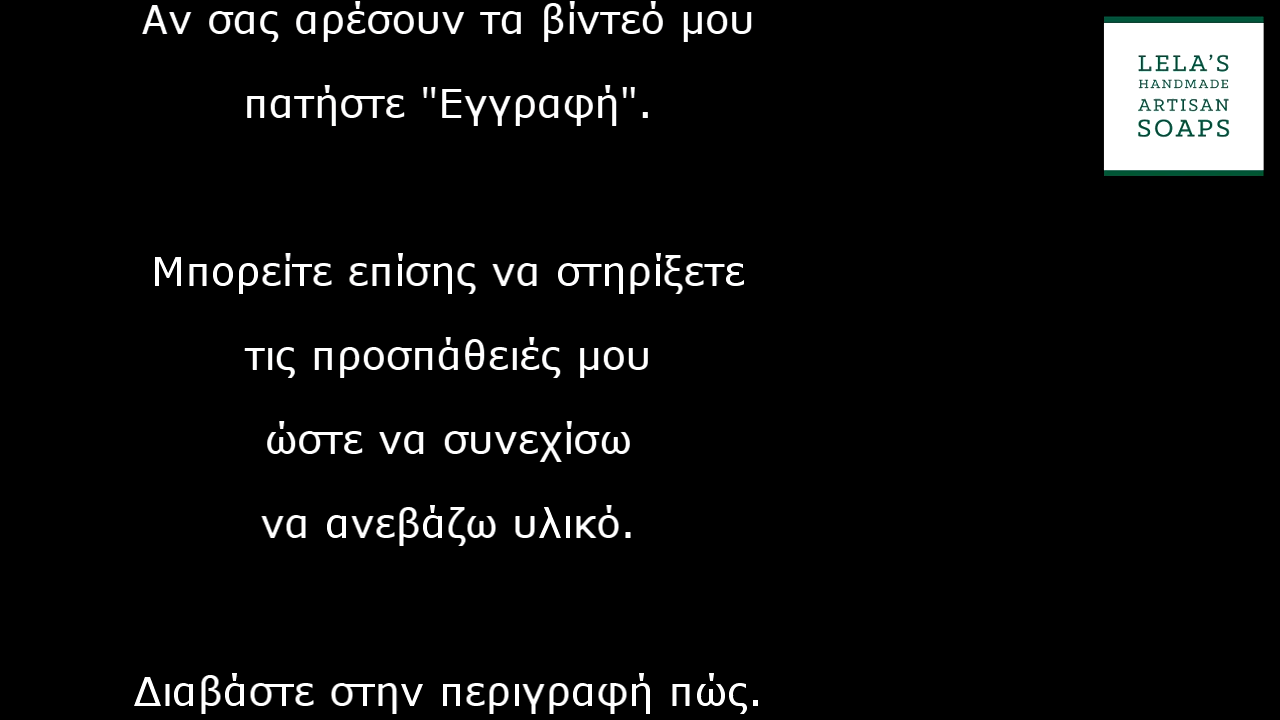 Αν σας αρέσουν τα βίντεό μου
πατήστε "Εγγραφή".
Μπορείτε επίσης να στηρίξετε
τις προσπάθειές μου
ώστε να συνεχίσω
να ανεβάζω υλικό.
Διαβάστε στην περιγραφή πώς.
LELA'S
HANDMADE
ARTISAN
SOAPS